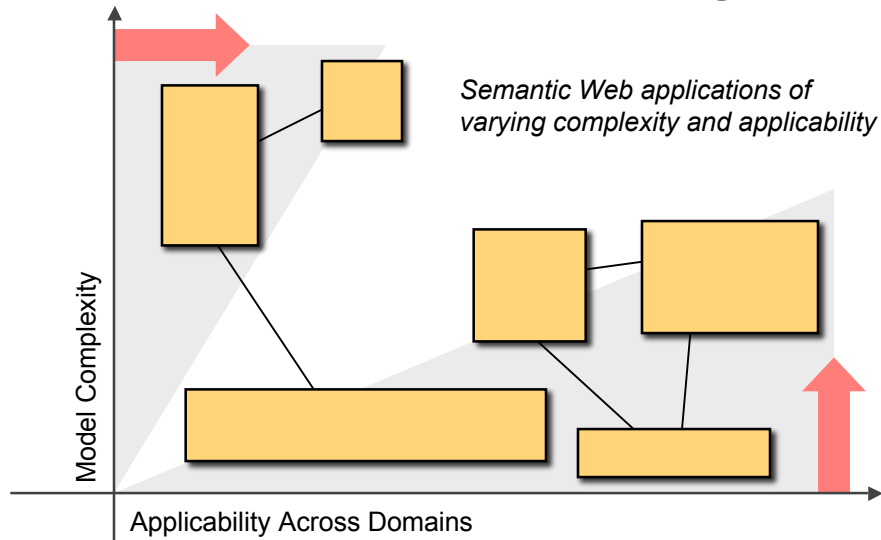 Semantic Web applications of
varying complexity and applicability
Model Complexity
Applicability Across Domains